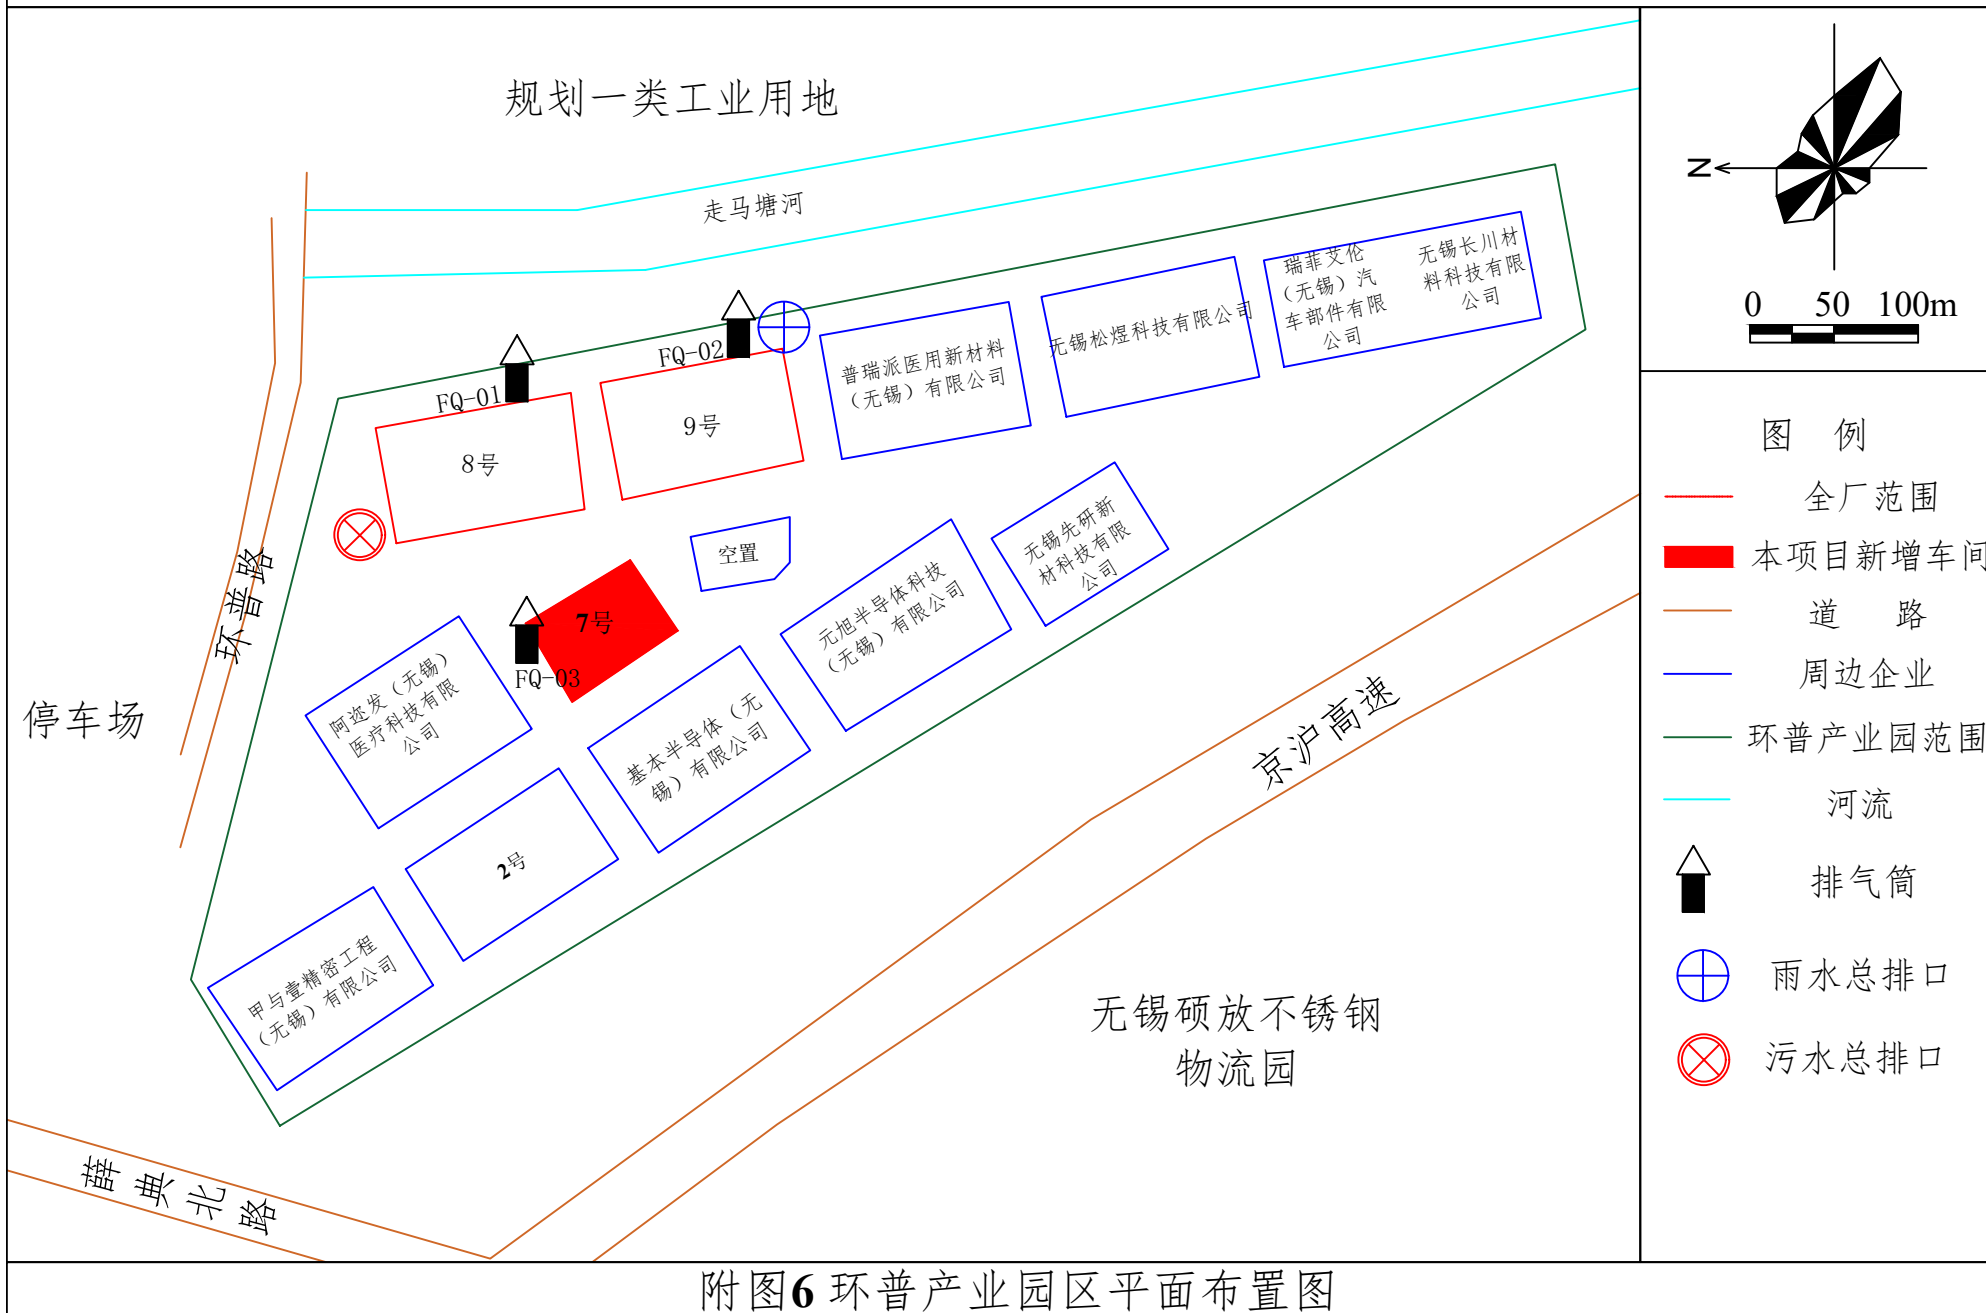 规划一类工业用地
走马塘河
FQ-01
FQ-02
8号
9号
普瑞派医用新材料
（无锡）有限公司
无锡松煜科技有限公司
瑞菲艾伦
（无锡）汽
车部件有限
公司
无锡长川材
料科技有限
公司
空置
7号
FQ-03
无锡先研新
材科技有限
公司
元旭半导体科技
（无锡）有限公司
阿迩发（无锡）
医疗科技有限
公司
基本半导体（无
锡）有限公司
2号
甲与壹精密工程
（无锡）有限公司
环普路
停车场
京沪高速
薛典北路
无锡硕放不锈钢
物流园
N
0 50 100m
图 例
全厂范围
本项目新增车间
道 路
周边企业
环普产业园范围
河流
排气筒
雨水总排口
污水总排口
附图6 环普产业园区平面布置图